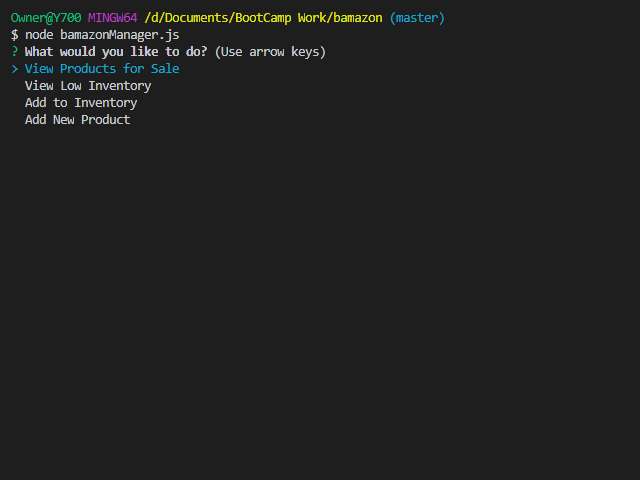 Owner@Y700 MINGW64 /d/Documents/BootCamp Work/bamazon (master)
$ node bamazonManager.js
? What would you like to do? (Use arrow keys)
> View Products for Sale
  View Low Inventory
  Add to Inventory
  Add New Product